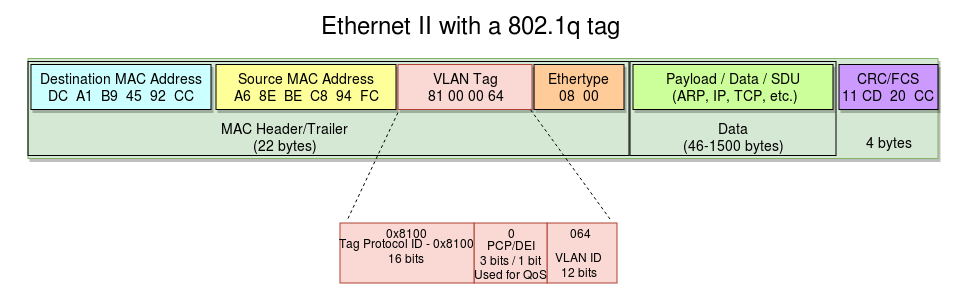 Ethernet II with a 802.1q tag
Destination MAC Address
DC A1 B9 45 92 CC
Source MAC Address
A6 8E BE C8 94 FC
VLAN Tag
81 00 00 64
Ethertype
08 00
Payload / Data / SDU
(ARP, IP, TCP, etc.)
CRC/FCS
11 CD 20 CC
MAC Header/Trailer
(22 bytes)
Data
(46-1500 bytes)
4 bytes
0x8100
Tag Protocol ID - 0x8100
16 bits
0
PCP/DEI
3 bits / 1 bit
Used for QoS
064
VLAN ID
12 bits